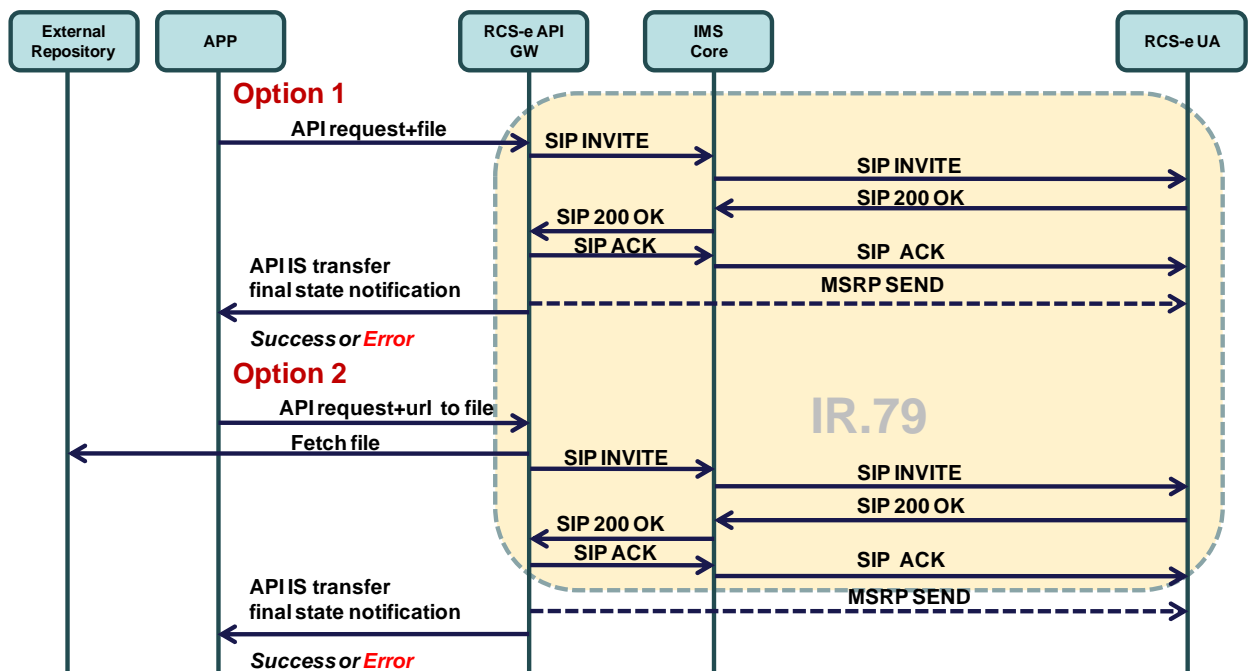 External
Repository
APP
RCS-e API
GW
IMS
Core
RCS-e UA
Option 1
API request+file
SIP INVITE
SIP INVITE
SIP 200 OK
SIP 200 OK
SIP ACK
SIP ACK
API IS transfer
final state notification
MSRP SEND
Success or Error
Option 2
API request+url to file
IR.79
Fetch file
SIP INVITE
SIP INVITE
SIP 200 OK
SIP 200 OK
SIP ACK
SIP ACK
API IS transfer
final state notification
MSRP SEND
Success or Error